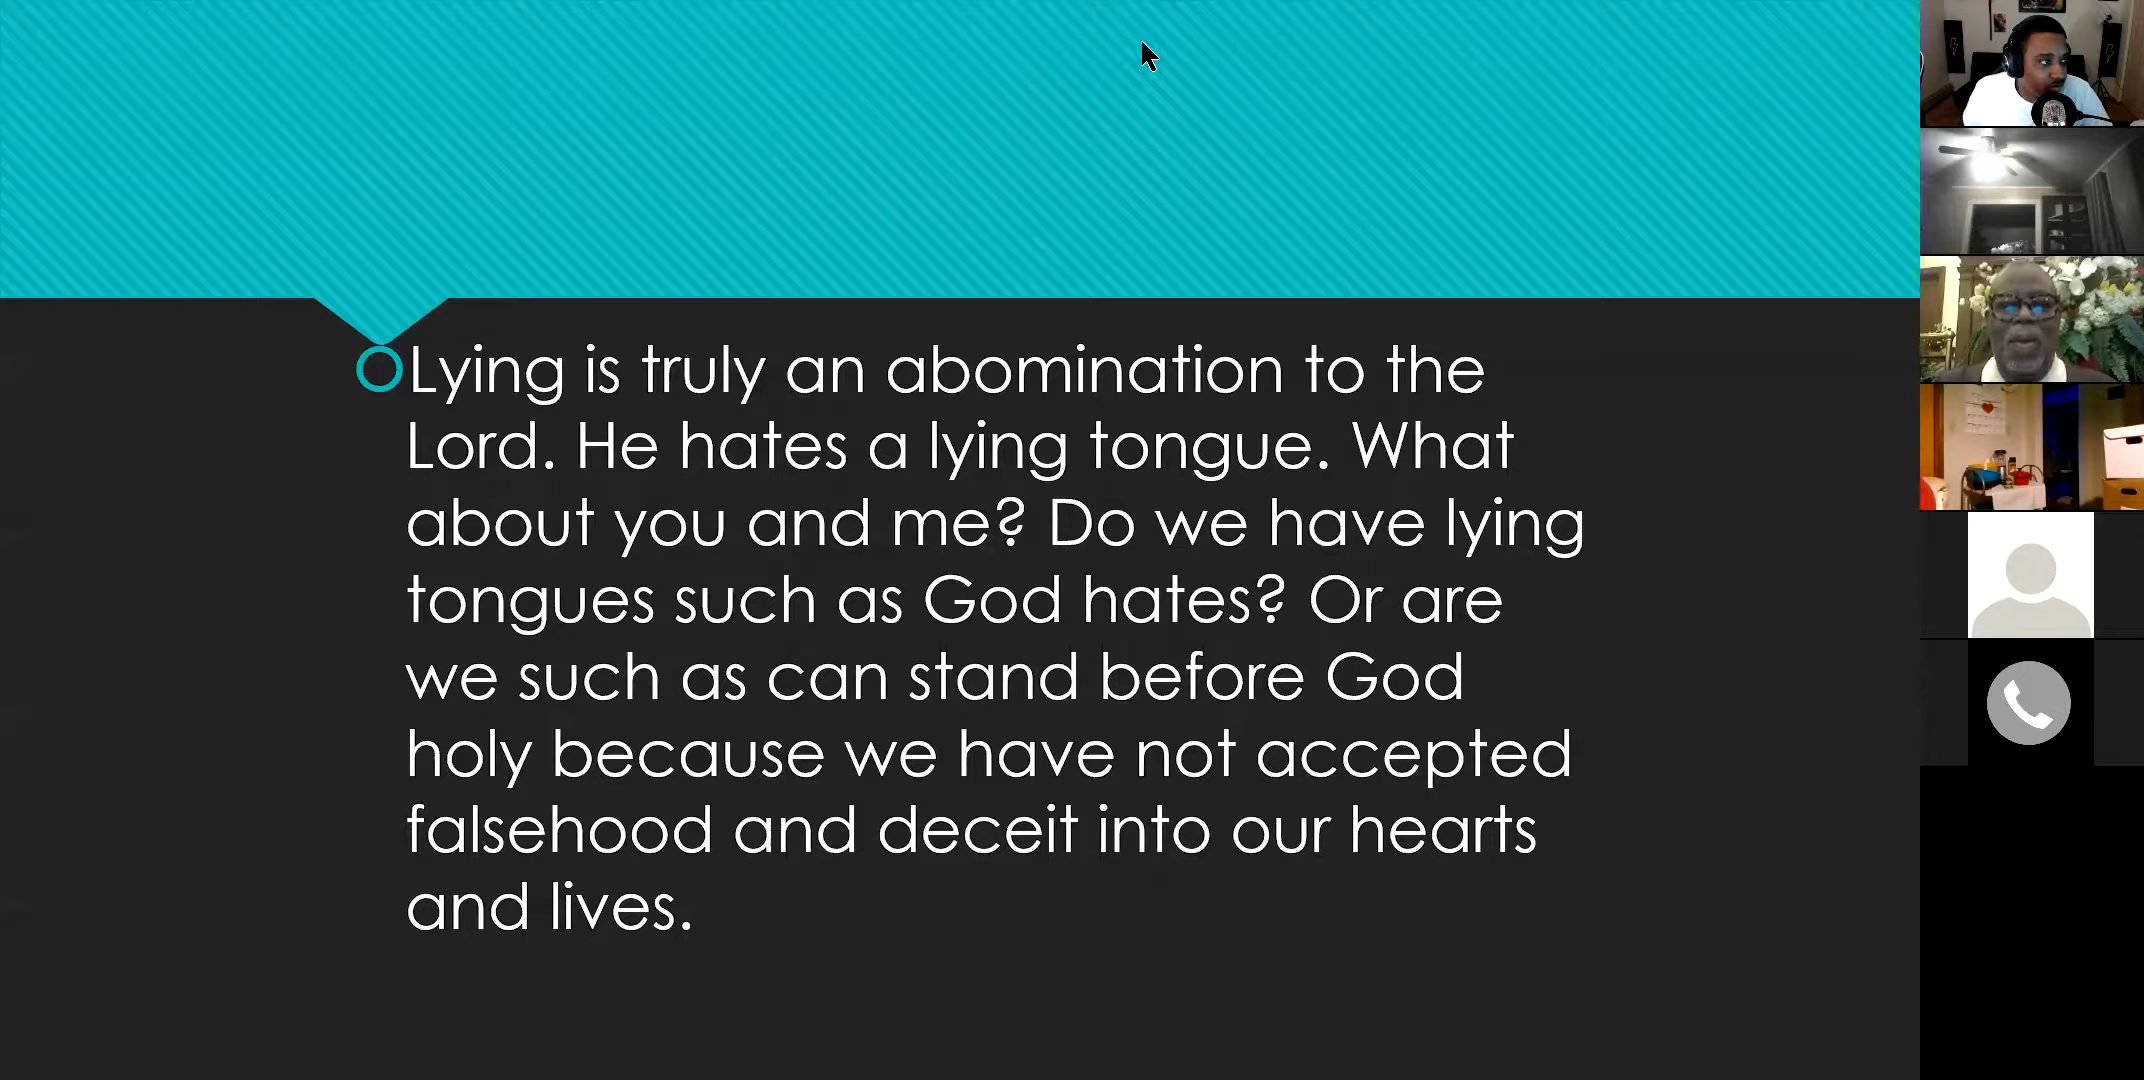 Lying is truly an abomination to the
Lord. He hates a lying tongue. What
about you and me? Do we have lying
tongues such as God hates? Or are
we such as can stand before God
holy because we have not accepted
falsehood and deceit into our hearts
and lives.